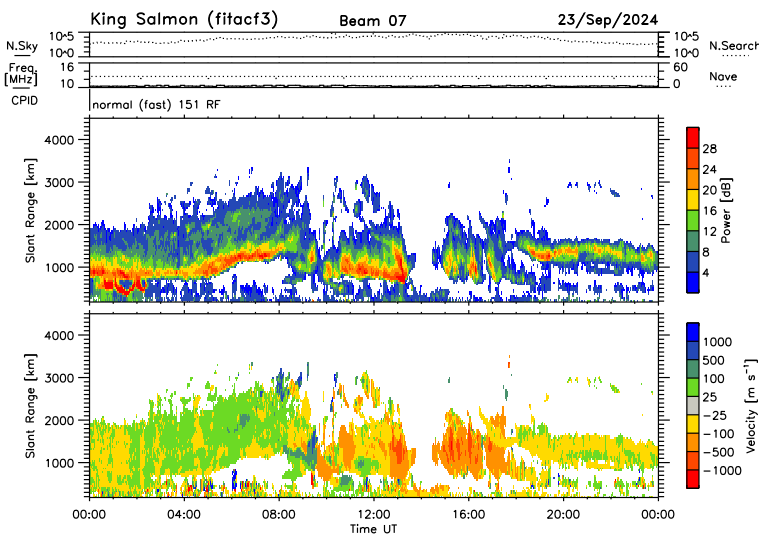 King Salmon (fitacf3) Beam 07 23/Sep/2024
N.Sky 10^5 10^0 10^5 10^0 N.Search
Freq [MHz] 16 10 60 0 Nave
CPID normal (fast) 151 RF
Slant Range [km] 4000 3000 2000 1000
Power [dB] 28 24 20 16 12 8 4
Slant Range [km] 4000 3000 2000 1000
Velocity [m s⁻¹] 1000 500 100 25 −25 −100 −500 −1000
00:00 04:00 08:00 12:00 16:00 20:00 00:00
Time UT